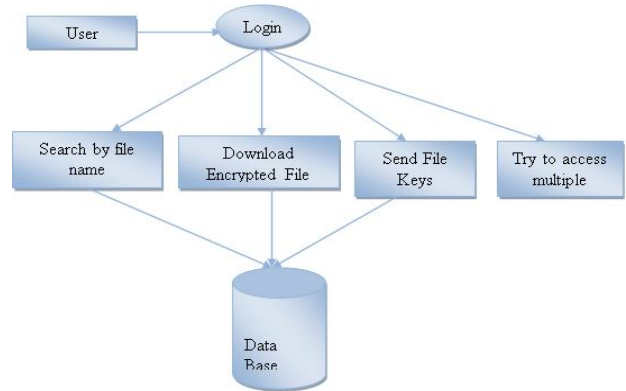 User
Login
Search by file
name
Download
Encrypted File
Send File
Keys
Try to access
multiple
Data
Base